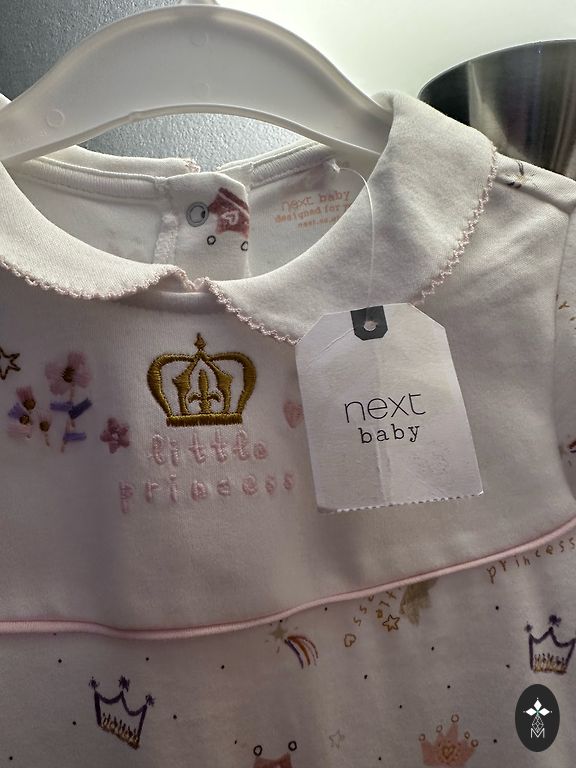 next baby
designed for
little
princess
next
baby
princess
M